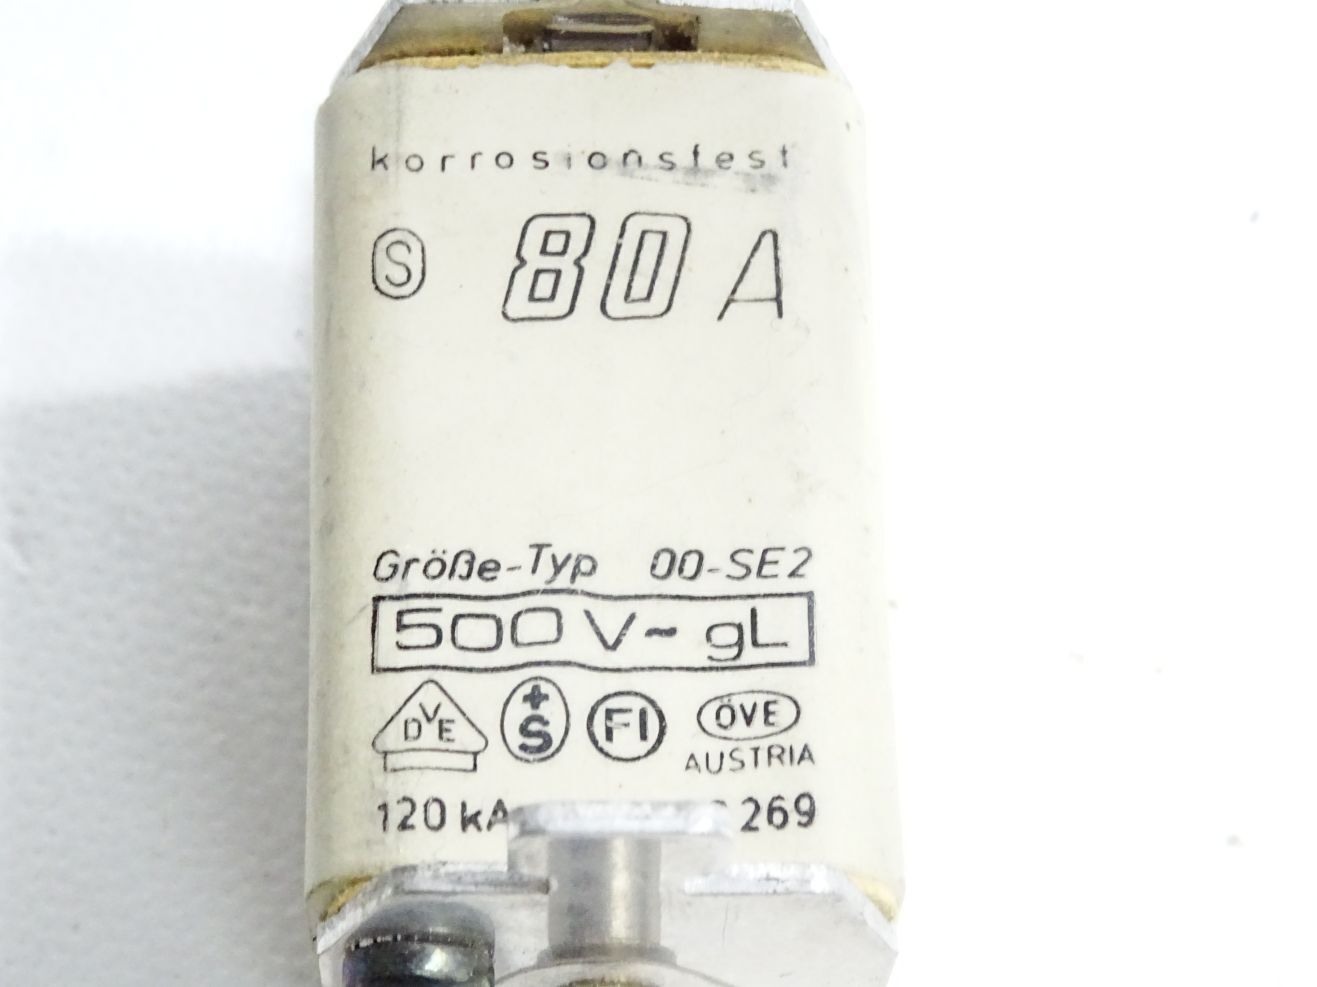 korrosionsfest
S 80 A
Größe-Typ 00-SE2
500 V~ gL
DVE +S FI ÖVE
AUSTRIA
120 kA 269